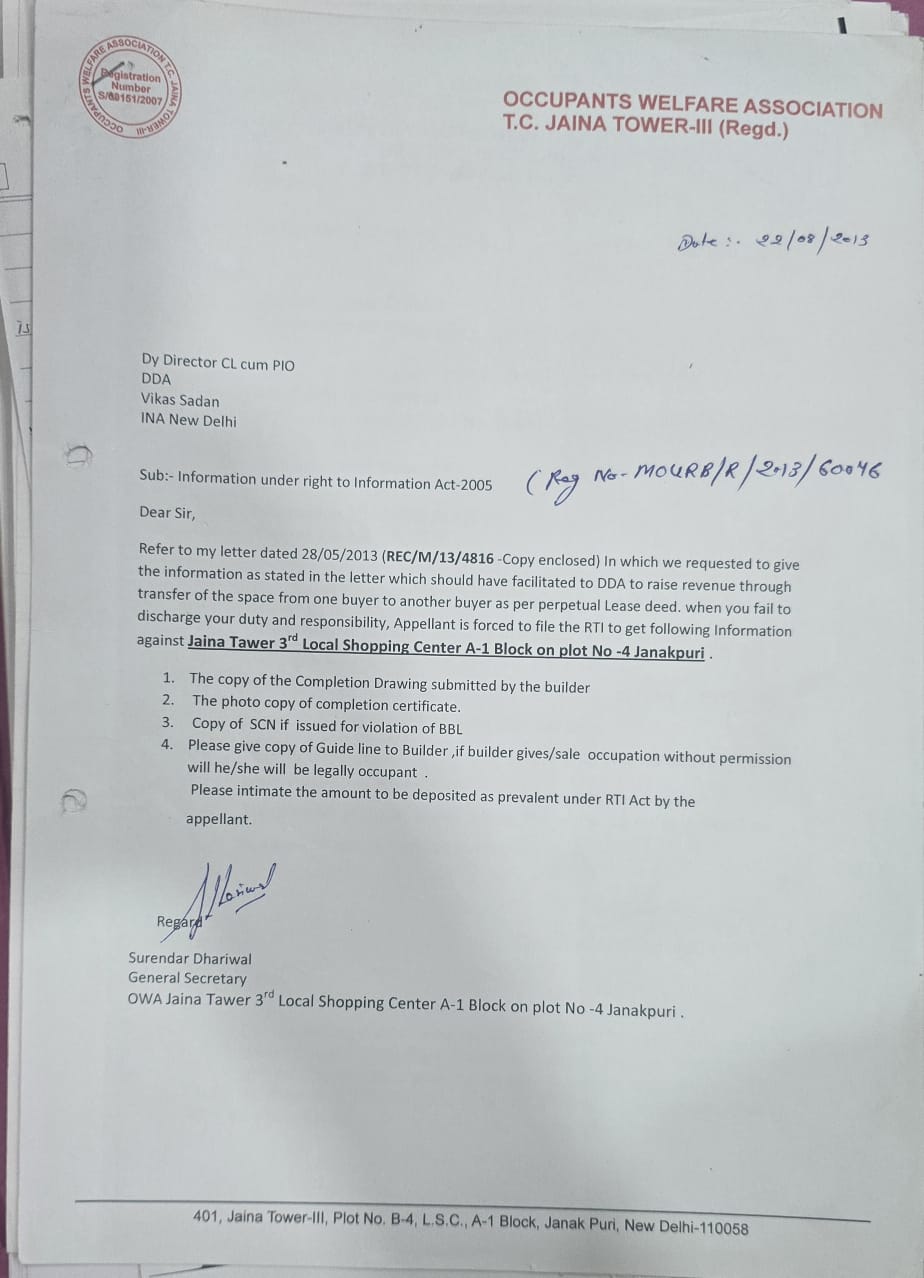 OCCUPANTS WELFARE ASSOCIATION T.C. JAINA TOWER-III
Registration
Number
S/60151/2007
OCCUPANTS WELFARE ASSOCIATION
T.C. JAINA TOWER-III (Regd.)
Date :- 22/08/2013
Dy Director CL cum PIO
DDA
Vikas Sadan
INA New Delhi
Sub:- Information under right to Information Act-2005 (Reg No- MOURB/R/2013/60046
Dear Sir,
Refer to my letter dated 28/05/2013 (REC/M/13/4816 -Copy enclosed) In which we requested to give
the information as stated in the letter which should have facilitated to DDA to raise revenue through
transfer of the space from one buyer to another buyer as per perpetual Lease deed. when you fail to
discharge your duty and responsibility, Appellant is forced to file the RTI to get following Information
against Jaina Tawer 3rd Local Shopping Center A-1 Block on plot No -4 Janakpuri .
1. The copy of the Completion Drawing submitted by the builder
2. The photo copy of completion certificate.
3. Copy of SCN if issued for violation of BBL
4. Please give copy of Guide line to Builder ,if builder gives/sale occupation without permission
will he/she will be legally occupant .
Please intimate the amount to be deposited as prevalent under RTI Act by the
appellant.
Regard
Surendar Dhariwal
General Secretary
OWA Jaina Tawer 3rd Local Shopping Center A-1 Block on plot No -4 Janakpuri .
401, Jaina Tower-III, Plot No. B-4, L.S.C., A-1 Block, Janak Puri, New Delhi-110058